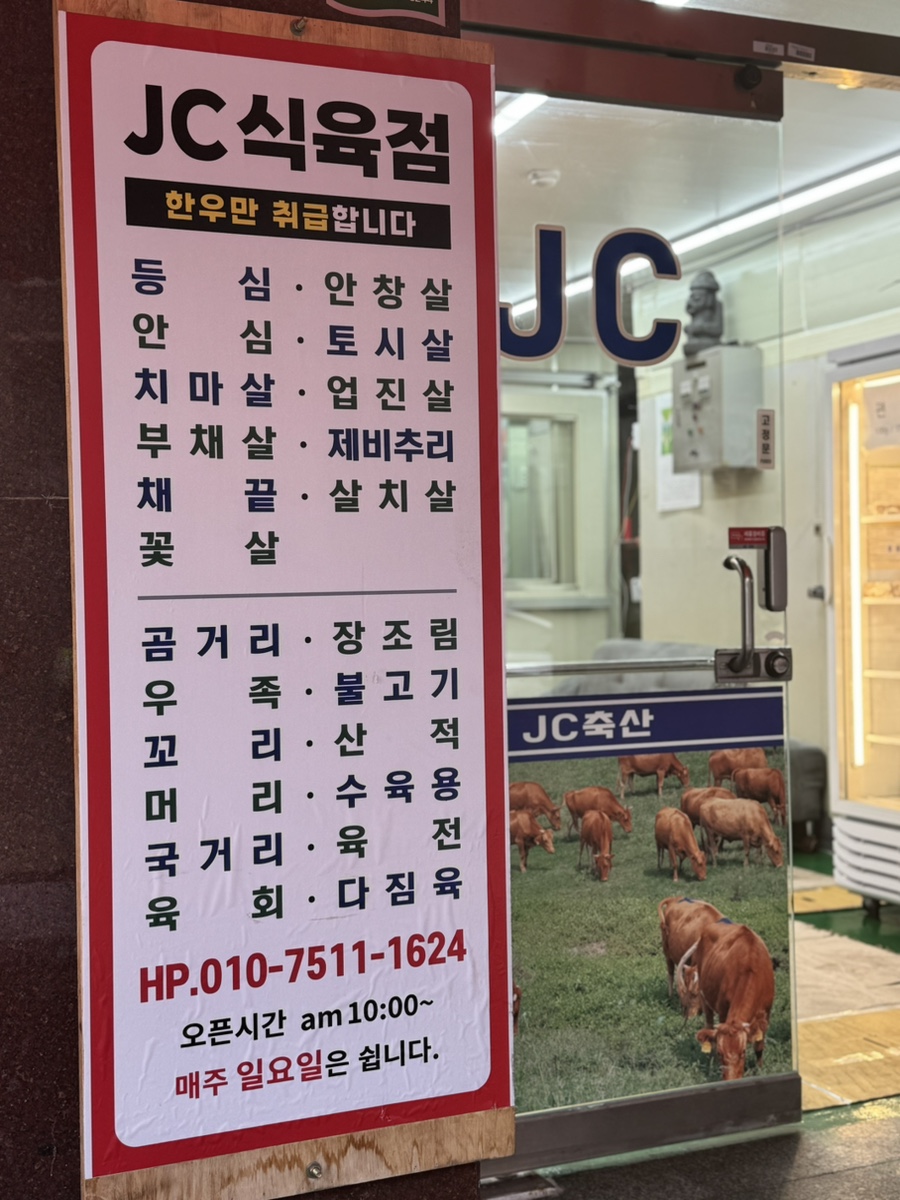 JC식육점
한우만 취급합니다
등심·안창살
안심·토시살
치마살·업진살
부채살·제비추리
채끝·살치살
꽃살
곰거리·장조림
우족·불고기
꼬리·산적
머리·수육용
국거리·육전
육회·다짐육
HP.010-7511-1624
오픈시간 am 10:00~
매주 일요일은 쉽니다.
JC
고정문
JC축산